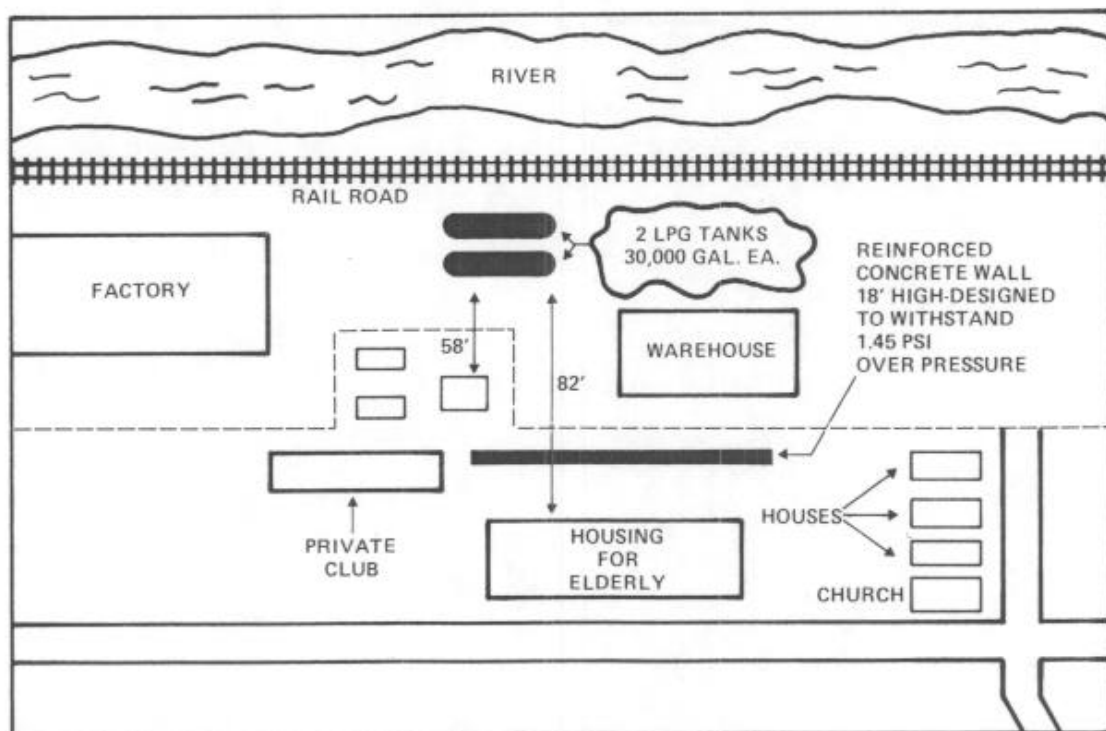 RIVER
RAIL ROAD
2 LPG TANKS
30,000 GAL. EA.
REINFORCED
CONCRETE WALL
18' HIGH-DESIGNED
TO WITHSTAND
1.45 PSI
OVER PRESSURE
FACTORY
58'
WAREHOUSE
82'
HOUSES
PRIVATE
CLUB
HOUSING
FOR
ELDERLY
CHURCH